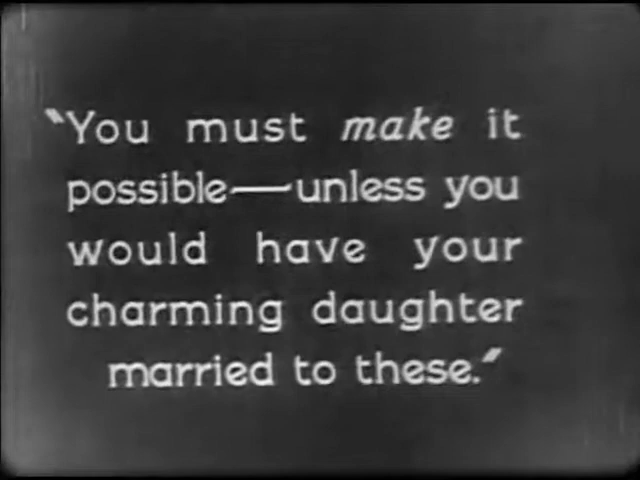 "You must make it
possible—unless you
would have your
charming daughter
married to these."